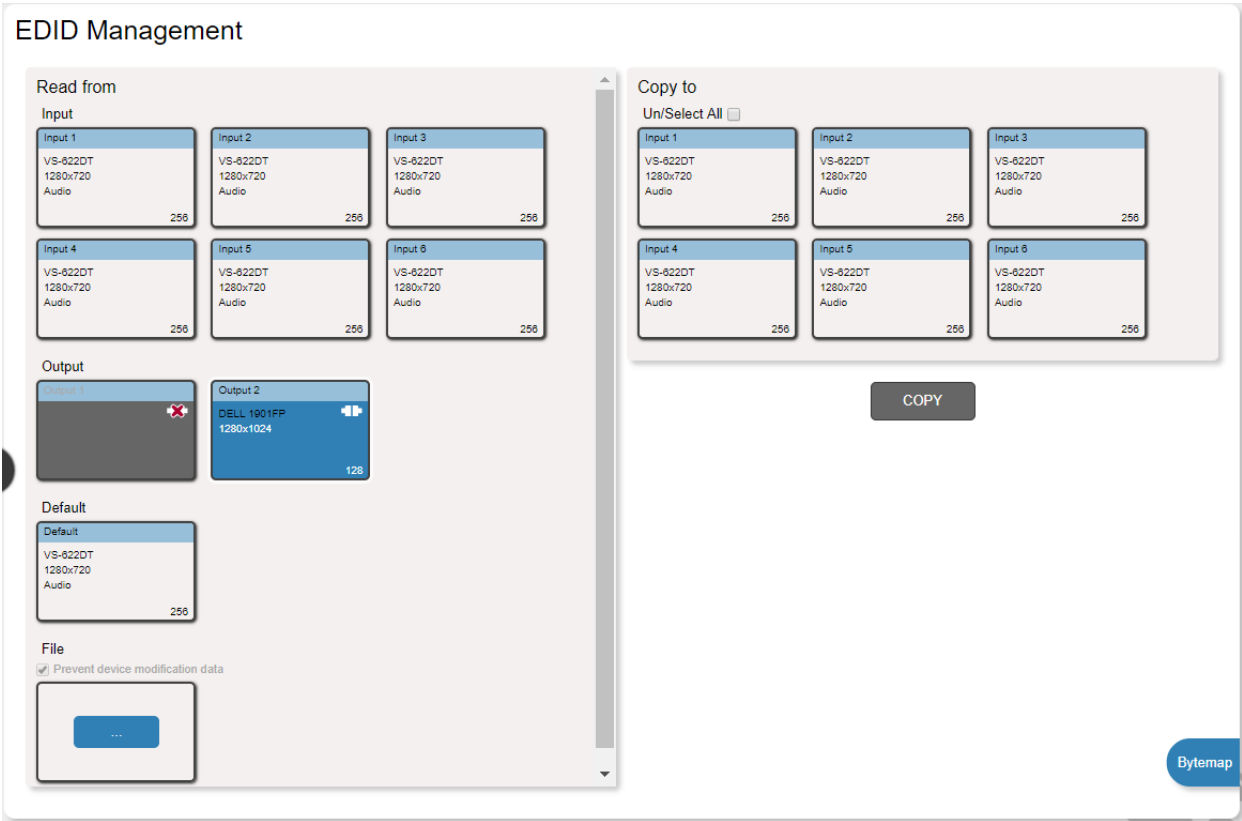 EDID Management
Read from
Input
Input 1
VS-622DT
1280x720
Audio
256
Input 2
VS-622DT
1280x720
Audio
256
Input 3
VS-622DT
1280x720
Audio
256
Input 4
VS-622DT
1280x720
Audio
256
Input 5
VS-622DT
1280x720
Audio
256
Input 6
VS-622DT
1280x720
Audio
256
Output
Output 1
Output 2
DELL 1901FP
1280x1024
128
Default
Default
VS-622DT
1280x720
Audio
256
File
Prevent device modification data
...
Copy to
Un/Select All
Input 1
VS-622DT
1280x720
Audio
256
Input 2
VS-622DT
1280x720
Audio
256
Input 3
VS-622DT
1280x720
Audio
256
Input 4
VS-622DT
1280x720
Audio
256
Input 5
VS-622DT
1280x720
Audio
256
Input 6
VS-622DT
1280x720
Audio
256
COPY
Bytemap